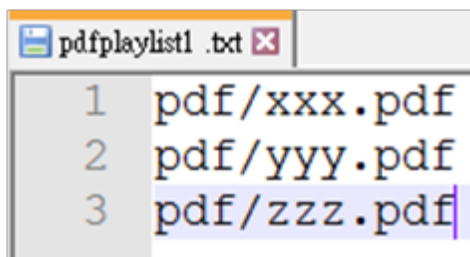 pdfplaylist1 .txt
1 pdf/xxx.pdf
2 pdf/yyy.pdf
3 pdf/zzz.pdf